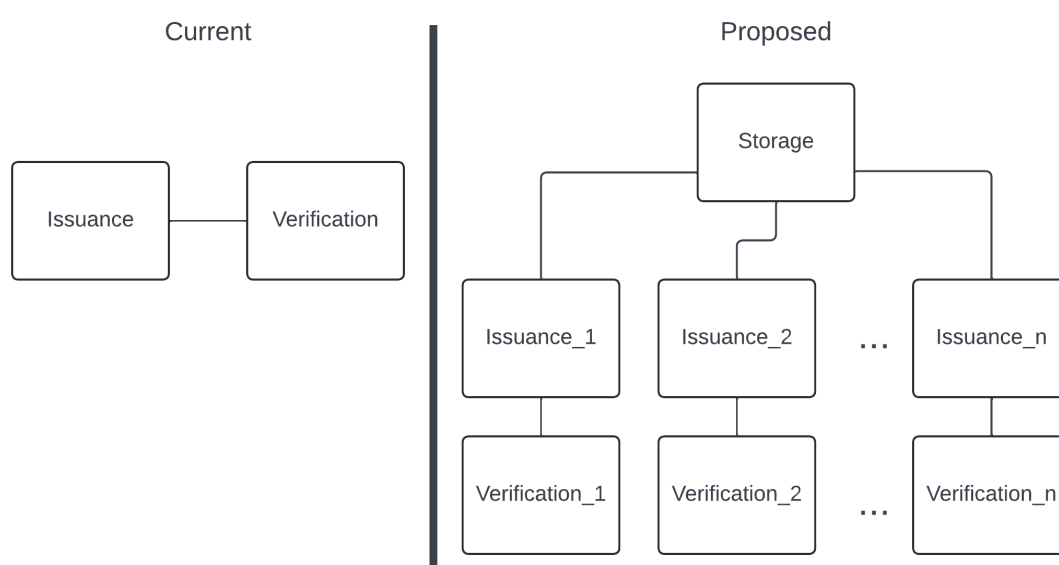 Current
Proposed
Storage
Issuance
Verification
Issuance_1
Issuance_2
...
Issuance_n
Verification_1
Verification_2
...
Verification_n